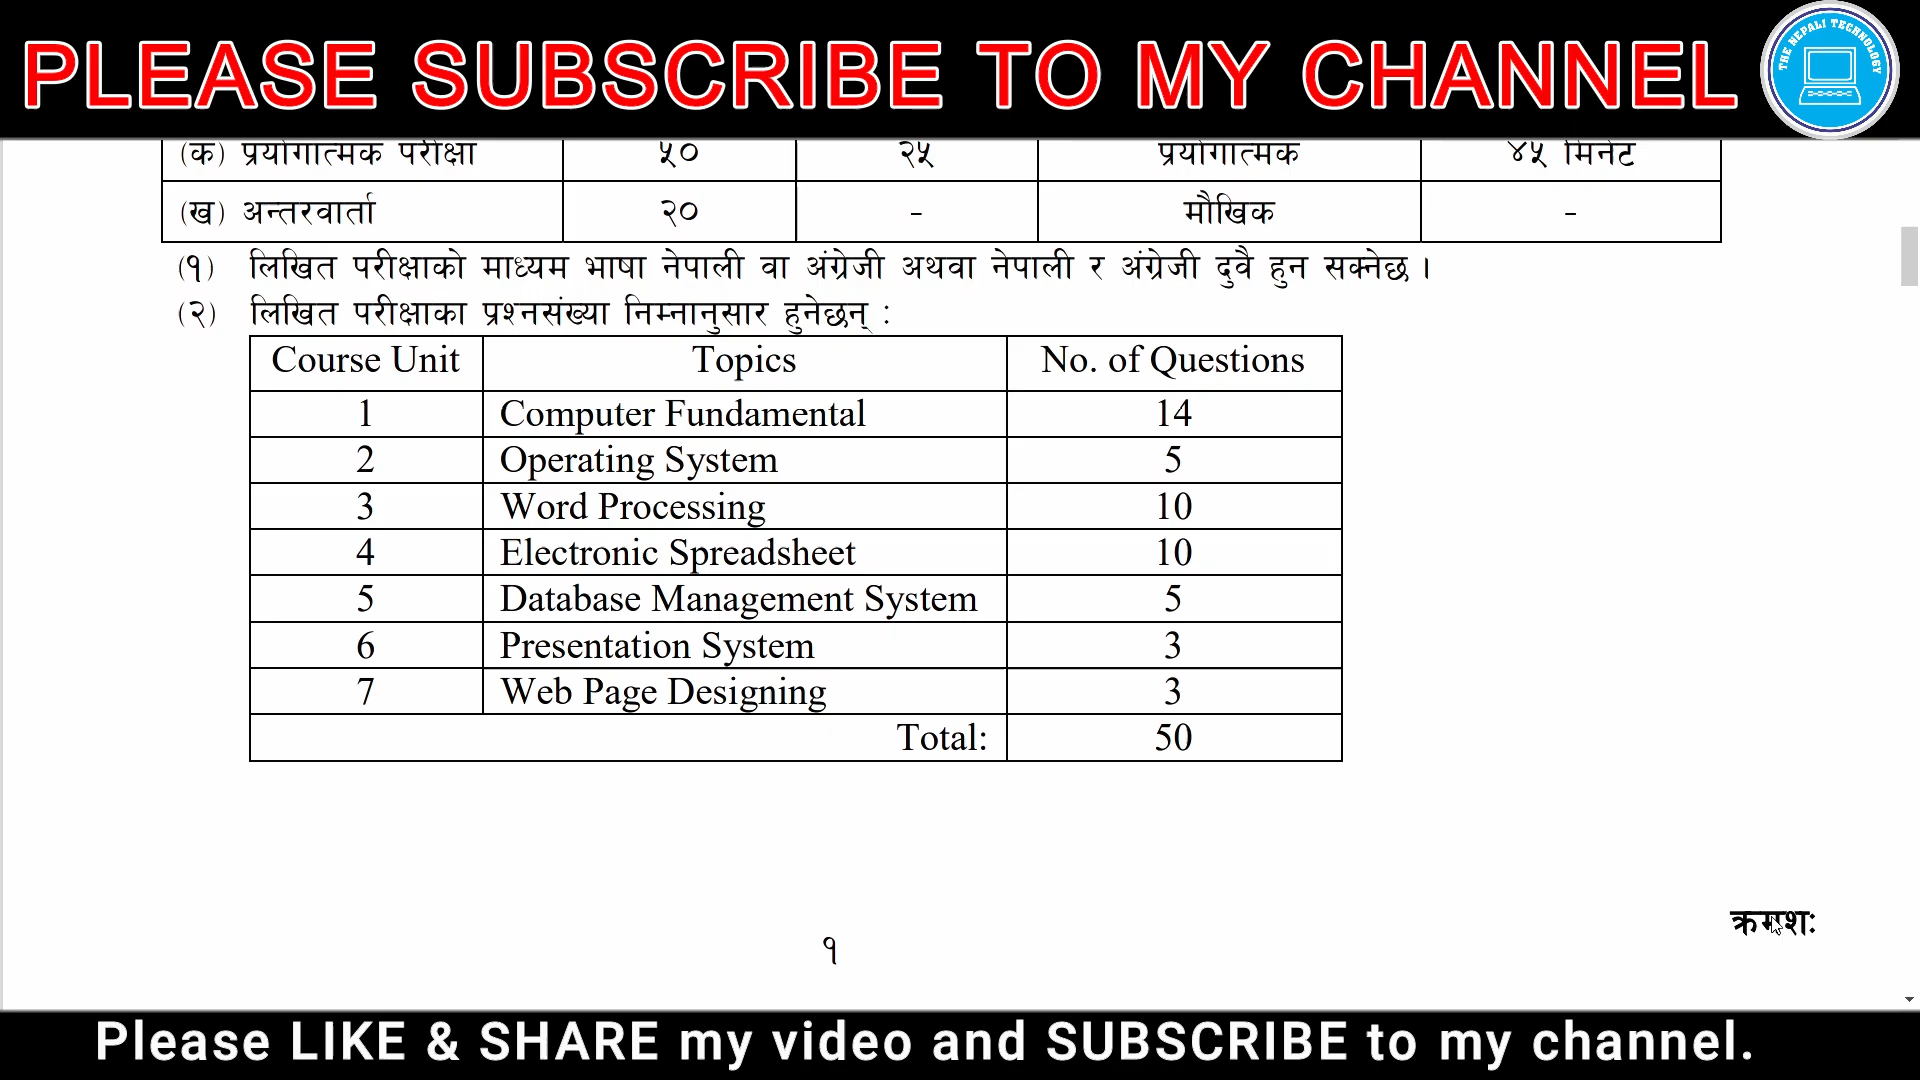 PLEASE SUBSCRIBE TO MY CHANNEL
THE NEPALI TECHNOLOGY
(क) प्रयोगात्मक परीक्षा ५० २५ प्रयोगात्मक ४५ मिनेट
(ख) अन्तरवार्ता २० - मौखिक -
(१) लिखित परीक्षाको माध्यम भाषा नेपाली वा अंग्रेजी अथवा नेपाली र अंग्रेजी दुवै हुन सक्नेछ ।
(२) लिखित परीक्षाका प्रश्नसंख्या निम्नानुसार हुनेछन् :
Course Unit Topics No. of Questions
1 Computer Fundamental 14
2 Operating System 5
3 Word Processing 10
4 Electronic Spreadsheet 10
5 Database Management System 5
6 Presentation System 3
7 Web Page Designing 3
Total: 50
क्रमशः
१
Please LIKE & SHARE my video and SUBSCRIBE to my channel.